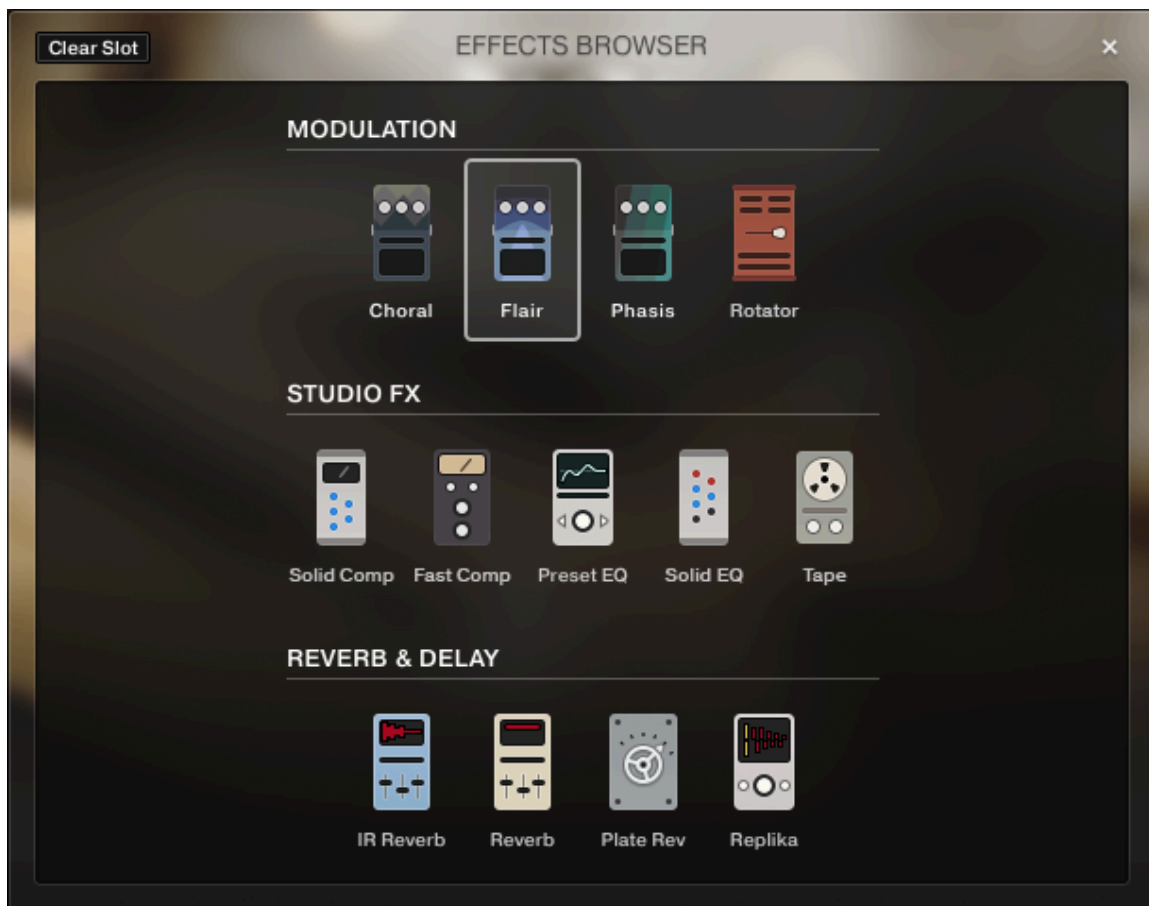 Clear Slot
EFFECTS BROWSER
×
MODULATION
Choral Flair Phasis Rotator
STUDIO FX
Solid Comp Fast Comp Preset EQ Solid EQ Tape
REVERB & DELAY
IR Reverb Reverb Plate Rev Replika